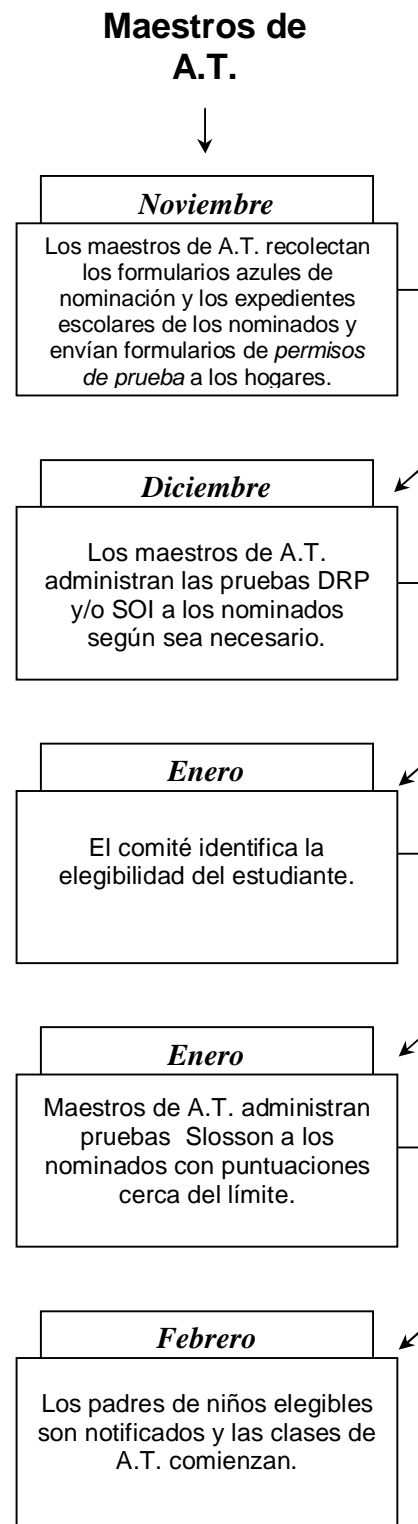 Maestros de
A.T.
Noviembre
Los maestros de A.T. recolectan
los formularios azules de
nominación y los expedientes
escolares de los nominados y
envían formularios de permisos
de prueba a los hogares.
Diciembre
Los maestros de A.T.
administran las pruebas DRP
y/o SOI a los nominados
según sea necesario.
Enero
El comité identifica la
elegibilidad del estudiante.
Enero
Maestros de A.T. administran
pruebas Slosson a los
nominados con puntuaciones
cerca del límite.
Febrero
Los padres de niños elegibles
son notificados y las clases de
A.T. comienzan.